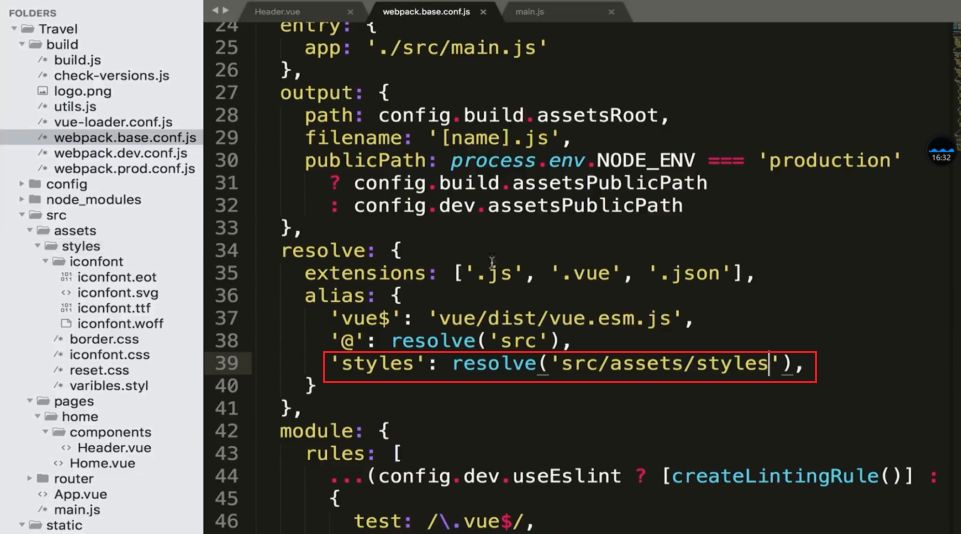 FOLDERS
Travel
build
build.js
check-versions.js
logo.png
utils.js
vue-loader.conf.js
webpack.base.conf.js
webpack.dev.conf.js
webpack.prod.conf.js
config
node_modules
src
assets
styles
iconfont
iconfont.eot
iconfont.svg
iconfont.ttf
iconfont.woff
border.css
iconfont.css
reset.css
varibles.styl
pages
home
components
Header.vue
Home.vue
router
App.vue
main.js
static
Header.vue × webpack.base.conf.js × main.js ×
24 entry: {
25 app: './src/main.js'
26 },
27 output: {
28 path: config.build.assetsRoot,
29 filename: '[name].js',
30 publicPath: process.env.NODE_ENV === 'production'
31 ? config.build.assetsPublicPath
32 : config.dev.assetsPublicPath
33 },
34 resolve: {
35 extensions: ['.js', '.vue', '.json'],
36 alias: {
37 'vue$': 'vue/dist/vue.esm.js',
38 '@': resolve('src'),
39 'styles': resolve('src/assets/styles'),
40 }
41 },
42 module: {
43 rules: [
44 ...(config.dev.useEslint ? [createLintingRule()] :
45 {
46 test: /\.vue$/,
16:32